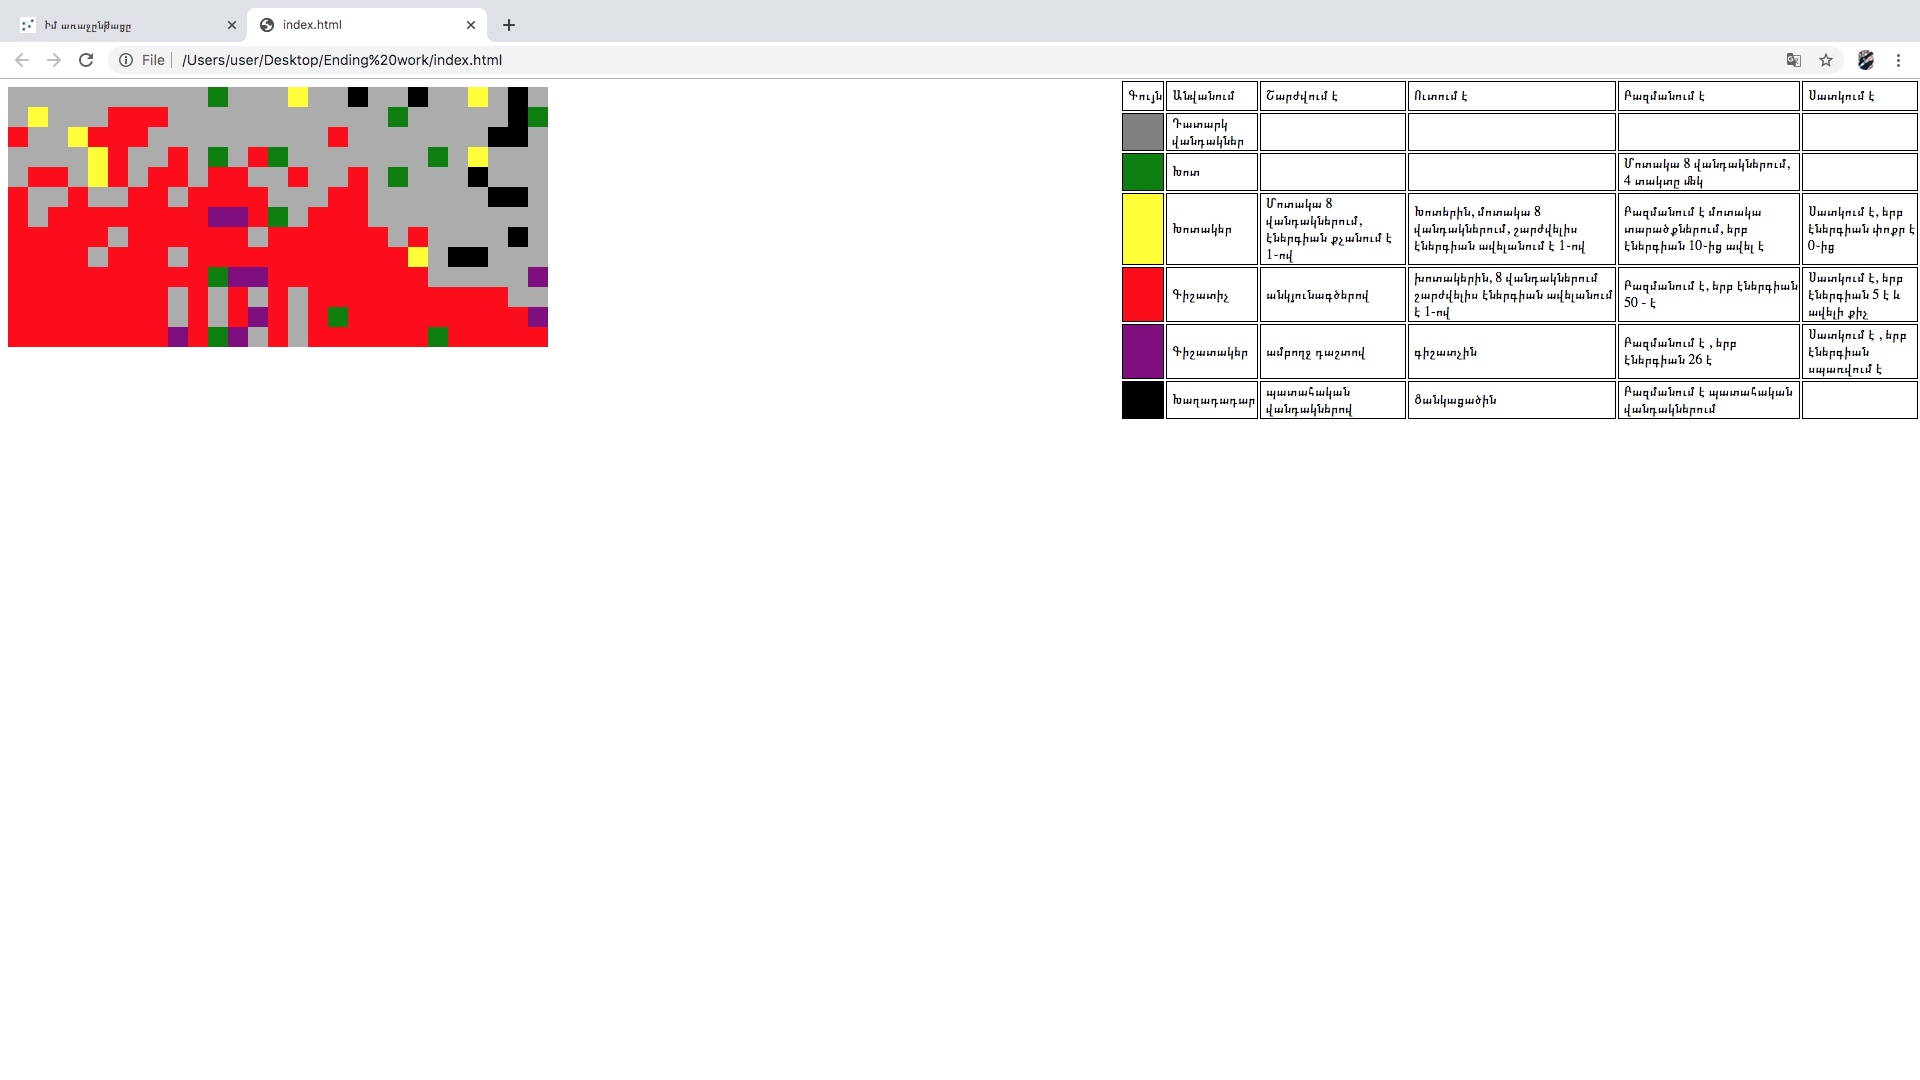 Իմ առաջընթացը
index.html
File
/Users/user/Desktop/Ending%20work/index.html
Գույն Անվանում Շարժվում է Ուտում է Բազմանում է Սատկում է
Դատարկ
վանդակներ
Խոտ
Մոտակա 8 վանդակներում,
4 տակտը մեկ
Խոտակեր
Մոտակա 8
վանդակներում,
էներգիան քչանում է
1-ով
Խոտերին, մոտակա 8
վանդակներում, շարժվելիս
էներգիան ավելանում է 1-ով
Բազմանում է մոտակա
տարածքներում, երբ
էներգիան 10-ից ավել է
Սատկում է, երբ
էներգիան փոքր է
0-ից
Գիշատիչ
անկյունագծերով
խոտակերին, 8 վանդակներում
շարժվելիս էներգիան ավելանում
է 1-ով
Բազմանում է, երբ էներգիան
50 - է
Սատկում է, երբ
էներգիան 5 է և
ավելի քիչ
Գիշատակեր
ամբողջ դաշտով
գիշատչին
Բազմանում է , երբ
էներգիան 26 է
Սատկում է , երբ
էներգիան
սպառվում է
Խաղադադար
պատահական
վանդակներով
Ցանկացածին
Բազմանում է պատահական
վանդակներում